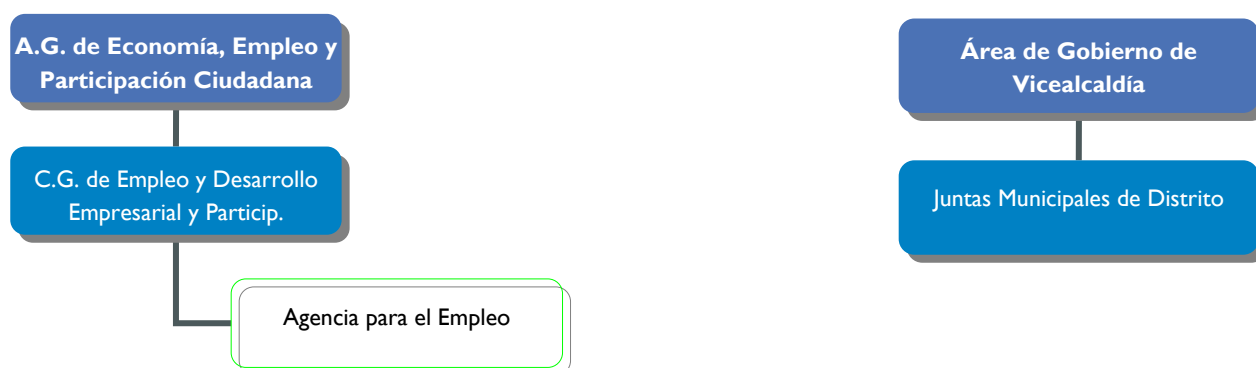 A.G. de Economía, Empleo y
Participación Ciudadana
C.G. de Empleo y Desarrollo
Empresarial y Particip.
Agencia para el Empleo
Área de Gobierno de
Vicealcaldía
Juntas Municipales de Distrito